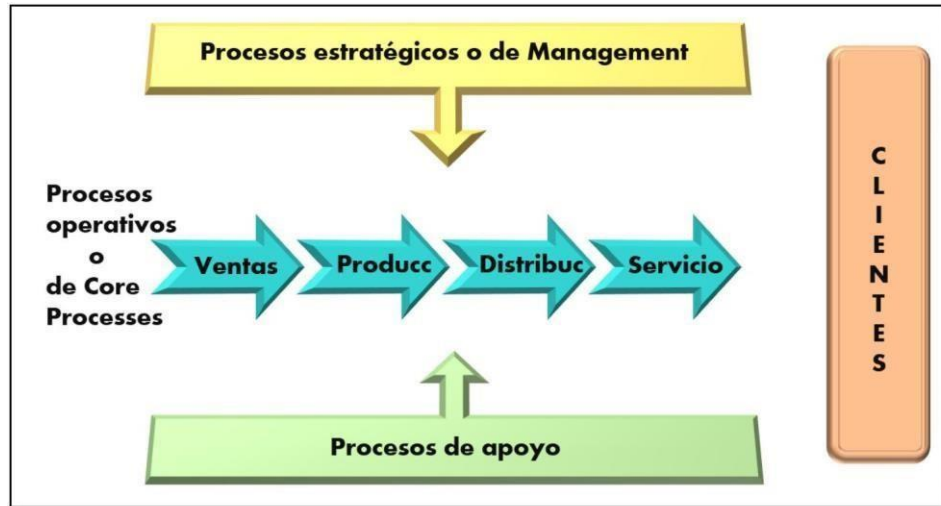 Procesos estratégicos o de Management
Procesos
operativos
o
de Core
Processes
Ventas
Producc
Distribuc
Servicio
Procesos de apoyo
C
L
I
E
N
T
E
S